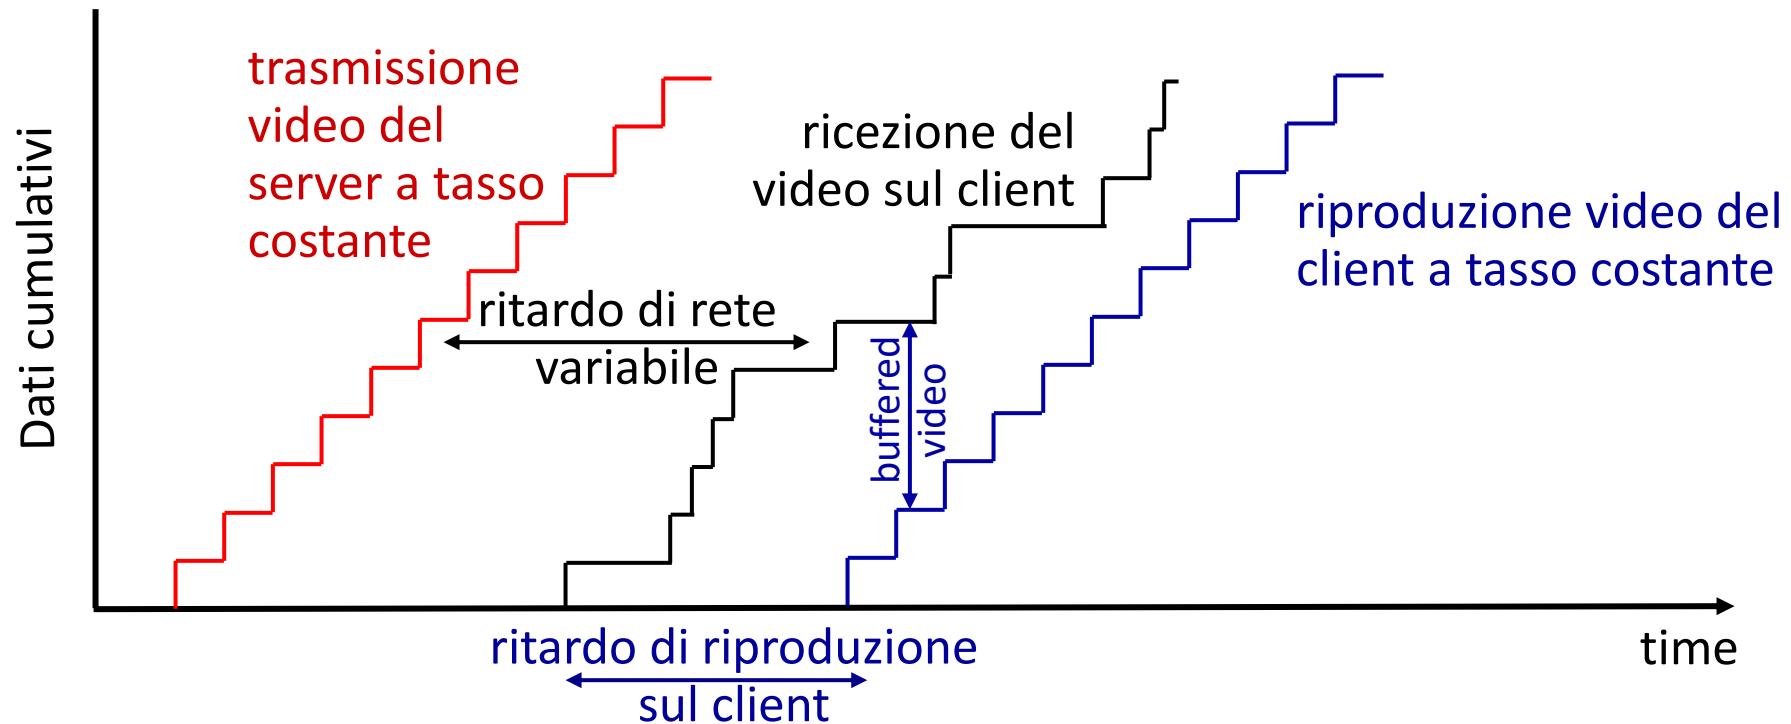 trasmissione
video del
server a tasso
costante
ricezione del
video sul client
riproduzione video del
client a tasso costante
Dati cumulativi
ritardo di rete
variabile
buffered
video
ritardo di riproduzione
sul client
time